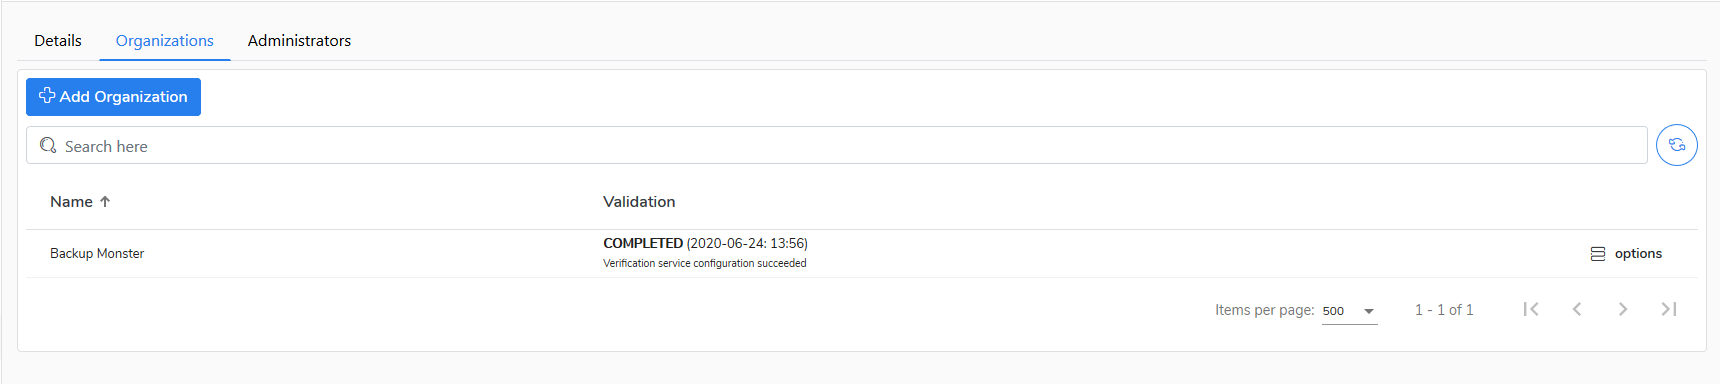 Details Organizations Administrators
Add Organization
Search here
Name Validation
Backup Monster
COMPLETED (2020-06-24: 13:56)
Verification service configuration succeeded
options
Items per page: 500 1 - 1 of 1